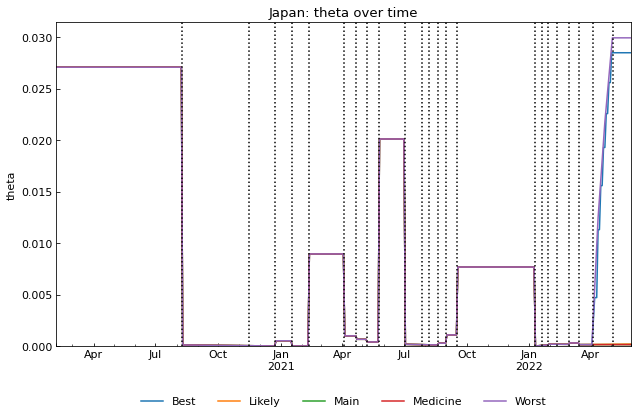 Japan: theta over time
0.030
0.025
0.020
0.015
0.010
0.005
0.000
theta
Apr Jul Oct Jan Apr Jul Oct Jan Apr
2021 2022
Best Likely Main Medicine Worst